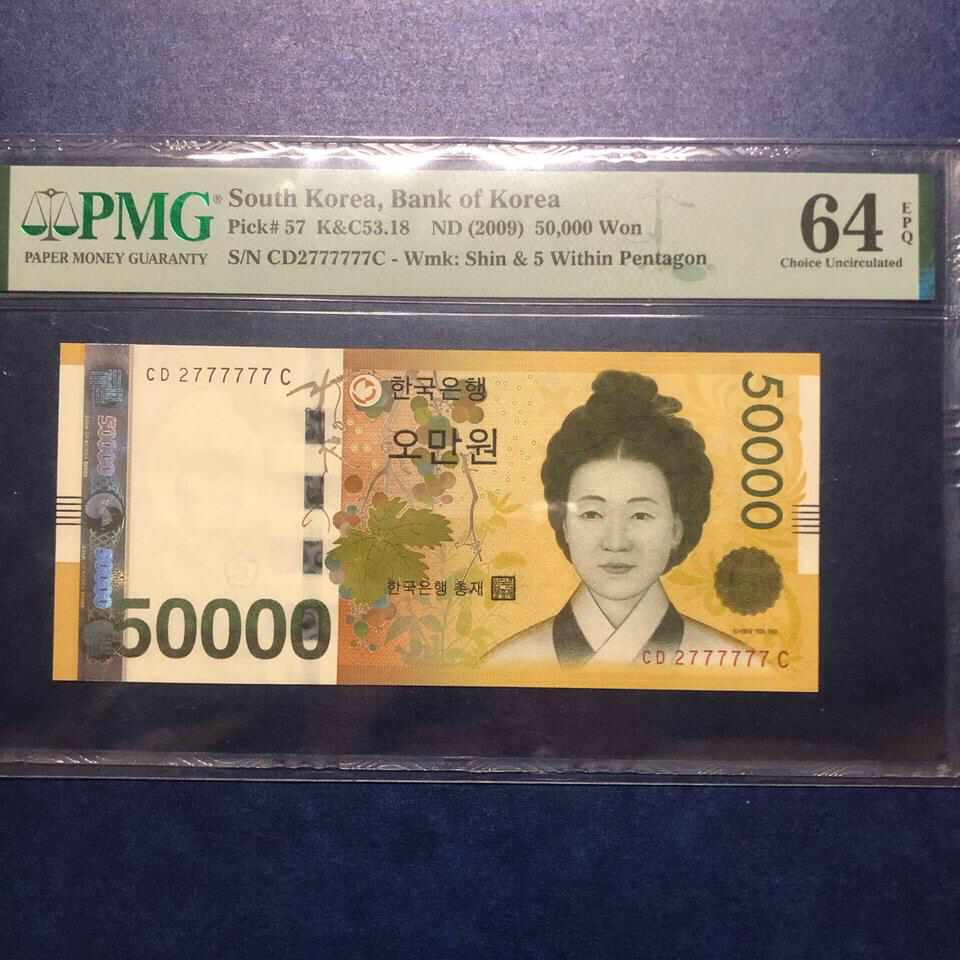 PMG®
PAPER MONEY GUARANTY
South Korea, Bank of Korea
Pick# 57 K&C53.18 ND (2009) 50,000 Won
S/N CD2777777C - Wmk: Shin & 5 Within Pentagon
64
EPQ
Choice Uncirculated
CD 2777777 C
한국은행
오만원
한국은행 총재
50000
50000
50000
50000
CD 2777777 C